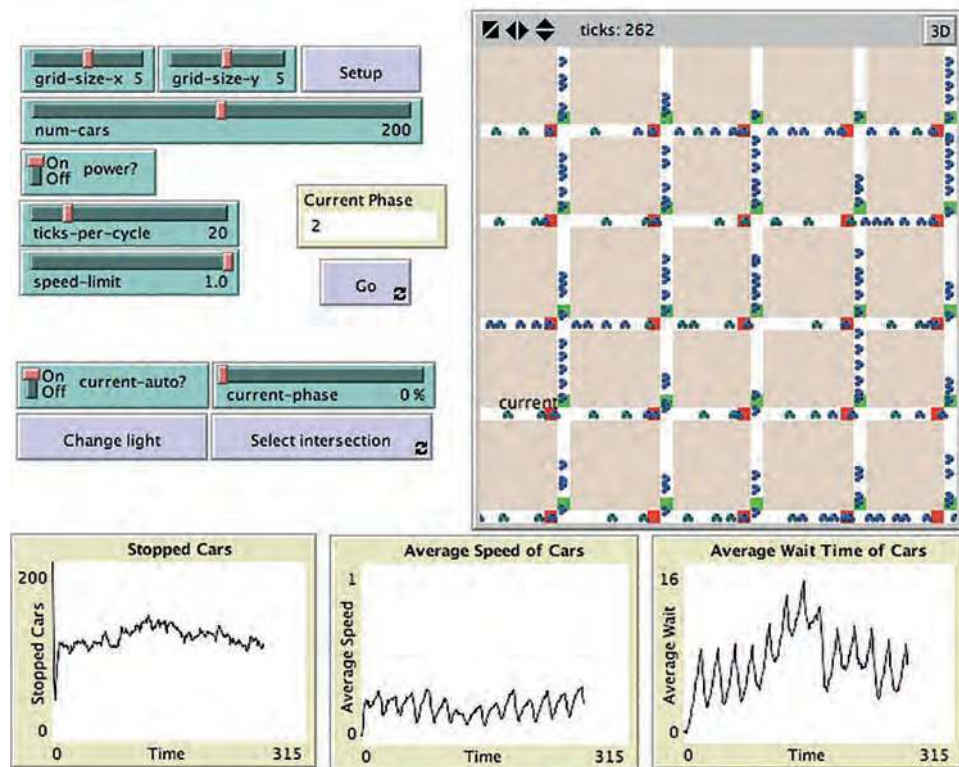 ticks: 262
3D
grid-size-x 5
grid-size-y 5
Setup
num-cars 200
On
Off
power?
Current Phase
2
ticks-per-cycle 20
speed-limit 1.0
Go
On
Off
current-auto?
current-phase 0 %
current
Change light
Select intersection
Stopped Cars
200
Stopped Cars
0
0 Time 315
Average Speed of Cars
1
Average Speed
0
0 Time 315
Average Wait Time of Cars
16
Average Wait
0
0 Time 315